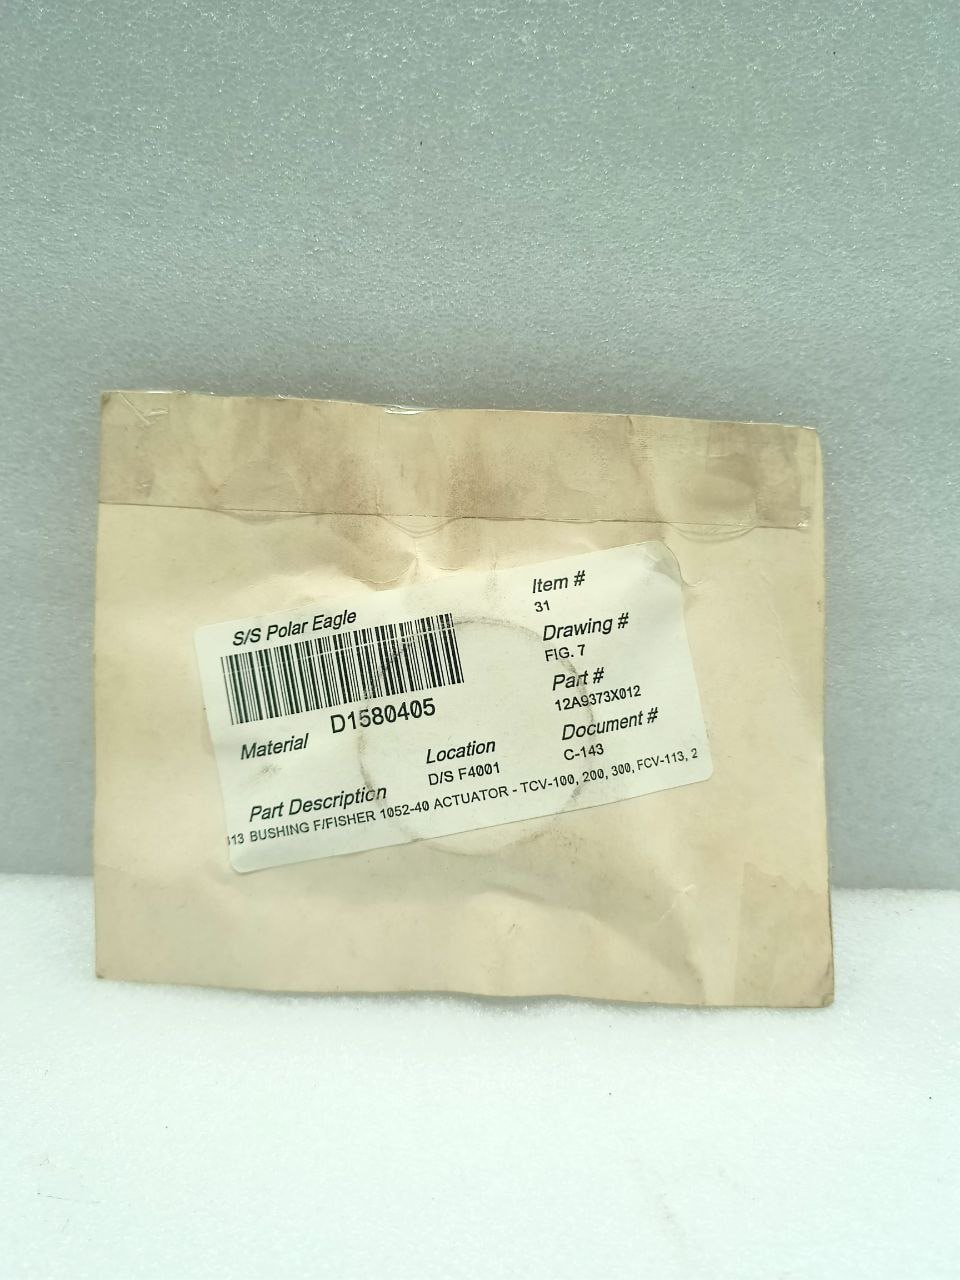 S/S Polar Eagle
D1580405
Material
Location
D/S F4001
Item #
31
Drawing #
FIG. 7
Part #
12A9373X012
Document #
C-143
Part Description
13 BUSHING F/FISHER 1052-40 ACTUATOR - TCV-100, 200, 300, FCV-113, 2